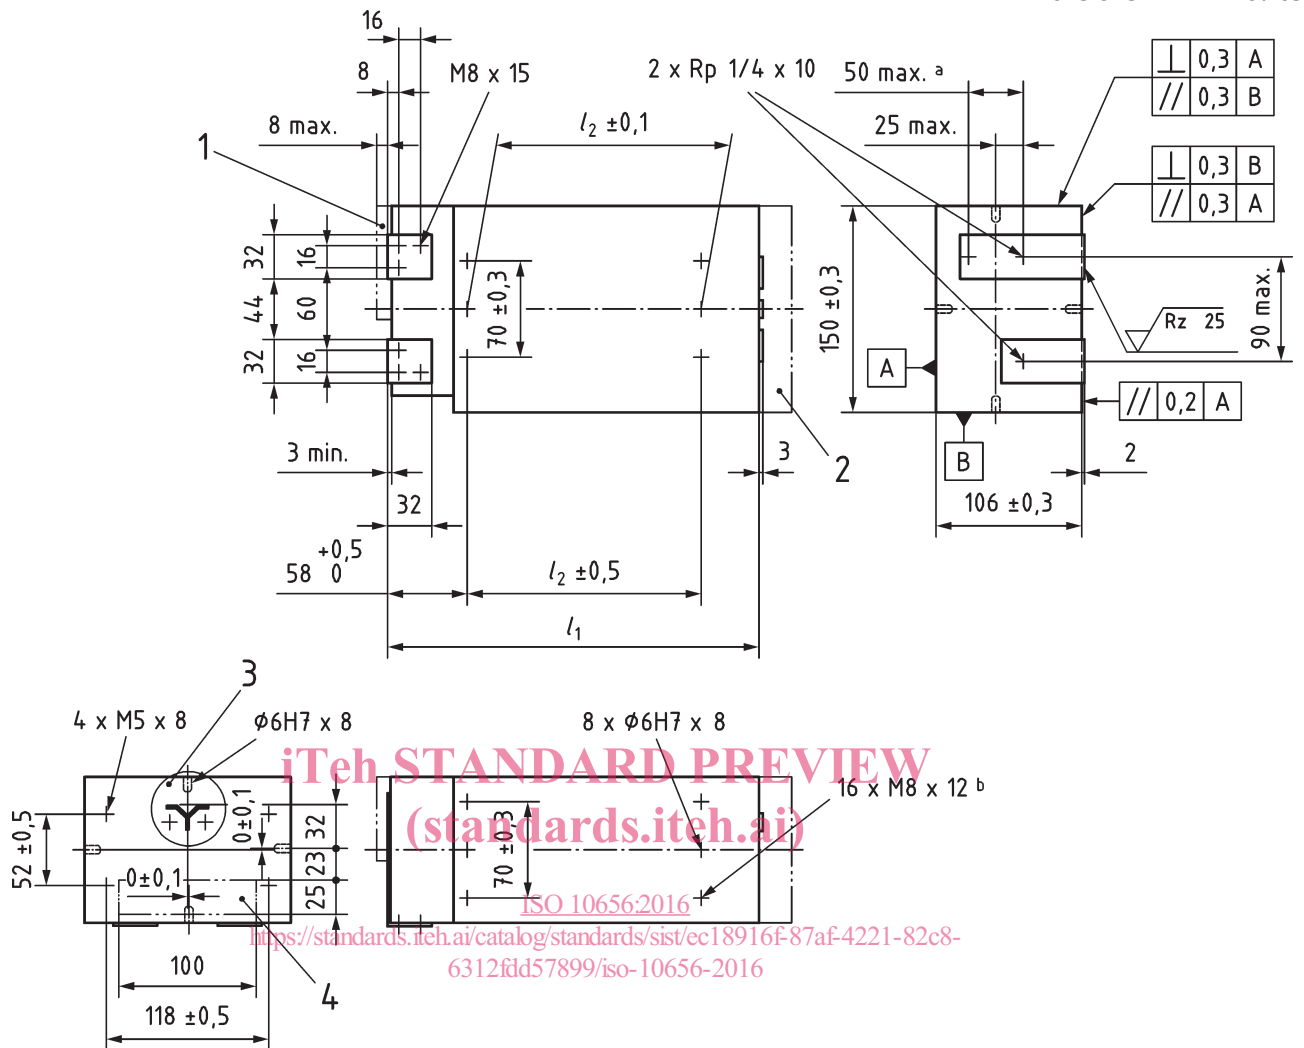 16
8
M8 x 15
2 x Rp 1/4 x 10
50 max. a
⊥ 0,3 A
// 0,3 B
8 max.
l2 ±0,1
25 max.
1
⊥ 0,3 B
// 0,3 A
32
16
44
60
32
16
70 ±0,3
150 ±0,3
90 max.
Rz 25
A
// 0,2 A
3 min.
3
2
B
2
32
106 ±0,3
58 +0,5 0
l2 ±0,5
l1
3
4 x M5 x 8
Φ6H7 x 8
8 x Φ6H7 x 8
iTeh STANDARD PREVIEW
16 x M8 x 12 b
(standards.iteh.ai)
52 ±0,5
0±0,1
32
23
25
0±0,1
70 ±0,3
ISO 10656:2016
https://standards.iteh.ai/catalog/standards/sist/ec18916f-87af-4221-82c8-
6312fdd57899/iso-10656-2016
100
4
118 ±0,5